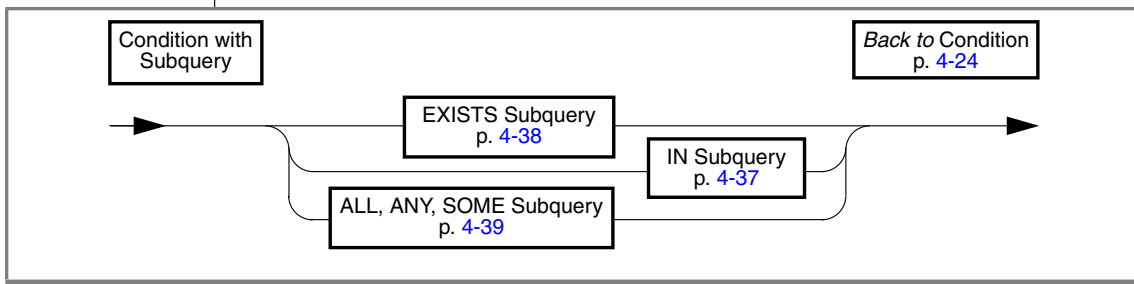 Condition with
Subquery
Back to Condition
p. 4-24
EXISTS Subquery
p. 4-38
IN Subquery
p. 4-37
ALL, ANY, SOME Subquery
p. 4-39